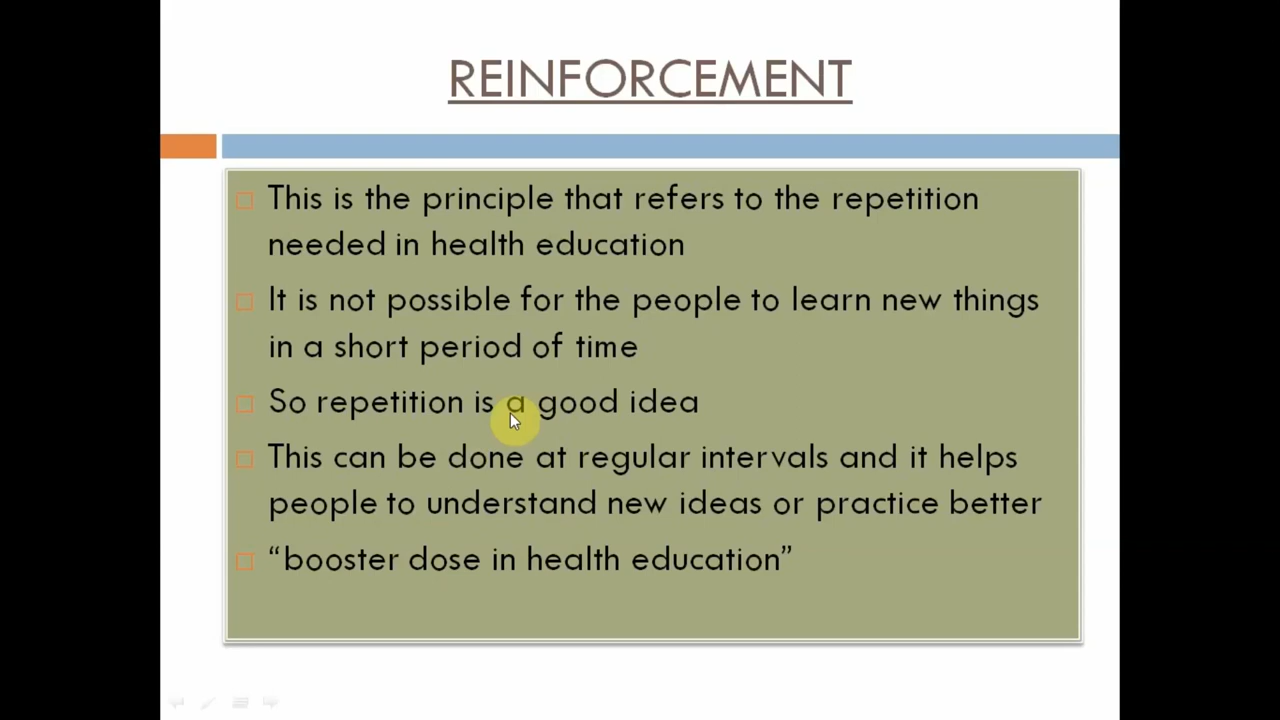 REINFORCEMENT
This is the principle that refers to the repetition
needed in health education
It is not possible for the people to learn new things
in a short period of time
So repetition is a good idea
This can be done at regular intervals and it helps
people to understand new ideas or practice better
“booster dose in health education”